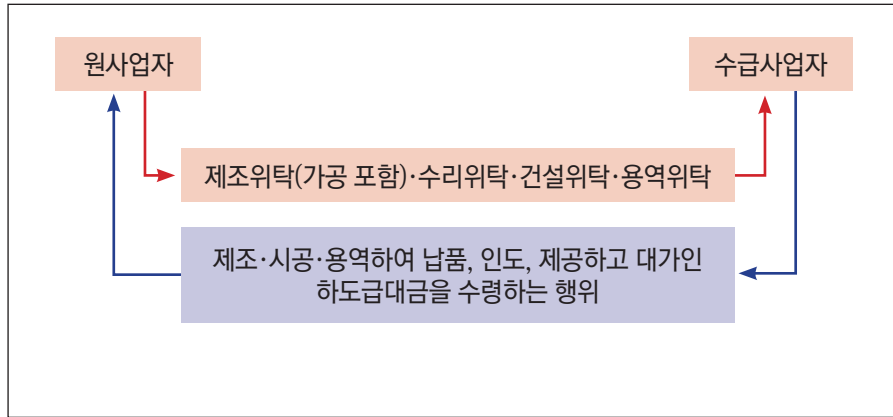 원사업자
수급사업자
제조위탁(가공 포함)·수리위탁·건설위탁·용역위탁
제조·시공·용역하여 납품, 인도, 제공하고 대가인
하도급대금을 수령하는 행위